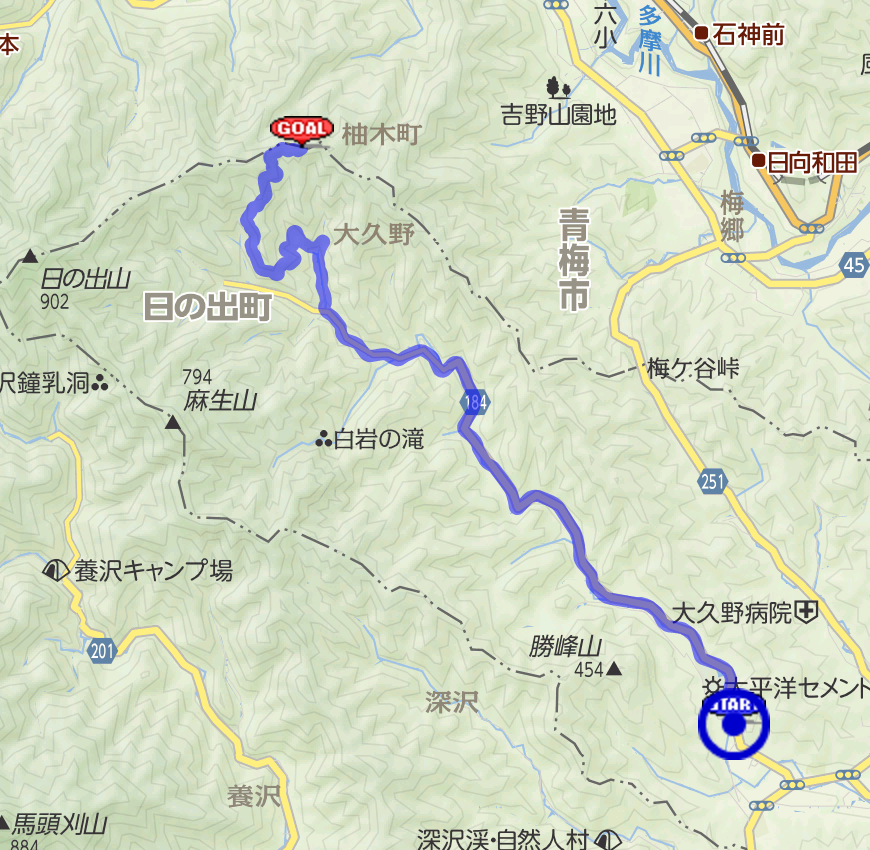 本
六小
多摩川
石神前
吉野山園地
GOAL
柚木町
日向和田
梅郷
大久野
青梅市
45
日の出山
902
日の出町
梅ケ谷峠
794
麻生山
沢鐘乳洞
184
白岩の滝
251
養沢キャンプ場
大久野病院
201
勝峰山
454
太平洋セメント
深沢
START
養沢
馬頭刈山
884
深沢渓・自然人村